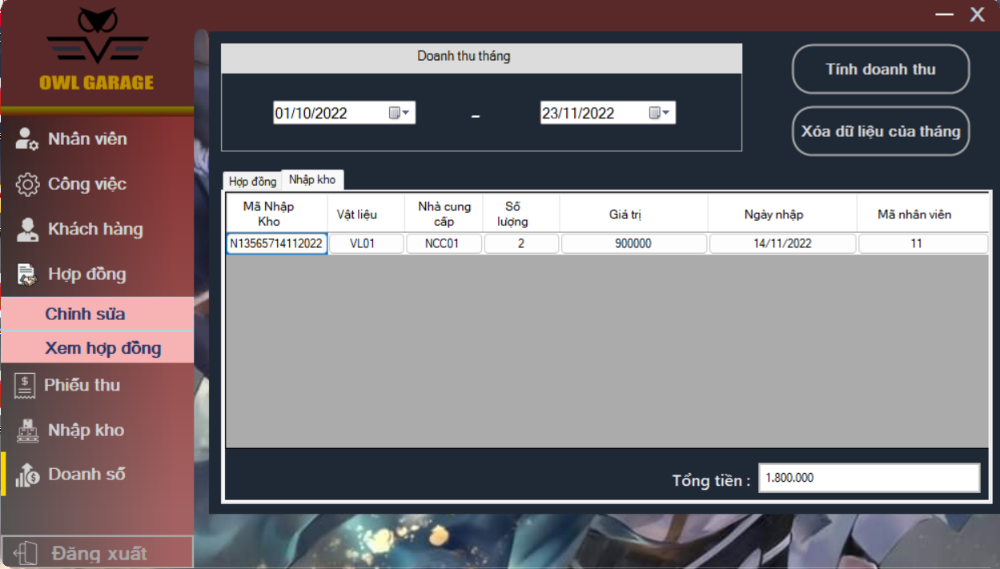 X
OWL GARAGE
Nhân viên
Công việc
Khách hàng
Hợp đồng
Chỉnh sửa
Xem hợp đồng
Phiếu thu
Nhập kho
Doanh số
Đăng xuất
Doanh thu tháng
01/10/2022 – 23/11/2022
Tính doanh thu
Xóa dữ liệu của tháng
Hợp đồng Nhập kho
Mã Nhập Kho Vật liệu Nhà cung cấp Số lượng Giá trị Ngày nhập Mã nhân viên
N13565714112022 VL01 NCC01 2 900000 14/11/2022 11
Tổng tiền : 1.800.000